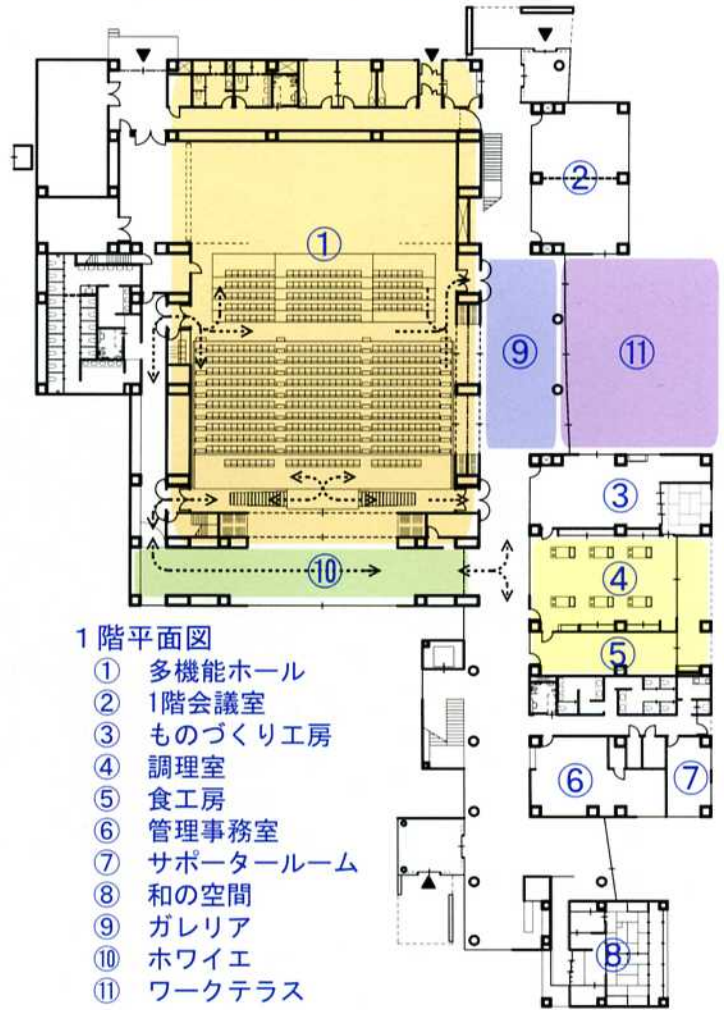 ①
②
⑨
⑪
③
④
⑩
⑤
⑥
⑦
⑧
1階平面図
① 多機能ホール
② 1階会議室
③ ものづくり工房
④ 調理室
⑤ 食工房
⑥ 管理事務室
⑦ サポータールーム
⑧ 和の空間
⑨ ガレリア
⑩ ホワイエ
⑪ ワークテラス